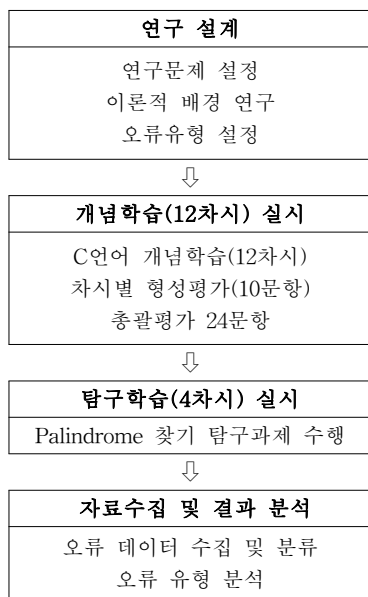 연구 설계
연구문제 설정
이론적 배경 연구
오류유형 설정
개념학습(12차시) 실시
C언어 개념학습(12차시)
차시별 형성평가(10문항)
총괄평가 24문항
탐구학습(4차시) 실시
Palindrome 찾기 탐구과제 수행
자료수집 및 결과 분석
오류 데이터 수집 및 분류
오류 유형 분석